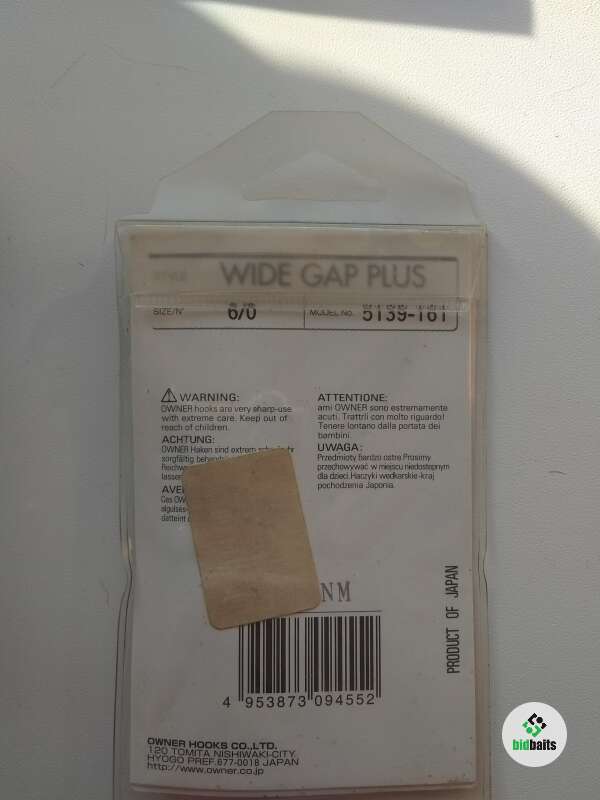 STYLE WIDE GAP PLUS
SIZE/N° 6/0 MODEL No. 5139-161
⚠WARNING:
OWNER hooks are very sharp-use
with extreme care. Keep out of
reach of children.
ACHTUNG:
OWNER Haken sind extrem
sorgfältig
ATTENTIONE:
ami OWNER sono estremamente
acuti. Trattrli con molto riguardo!
Tenere lontano dalla portata dei
bambini
UWAGA:
Przedmioty Bardzo ostre.Prosimy
przechowywać w miejscu niedostepnym
dla dzieci.Haczyki wedkarskie-kraj
pochodzenia Japonia.
NM
4 953873 094552
PRODUCT OF JAPAN
OWNER HOOKS CO.,LTD.
120 TOMITA NISHIWAKI-CITY.
HYOGO PREF.677-0018 JAPAN
http://www.owner.co.jp
bidbaits